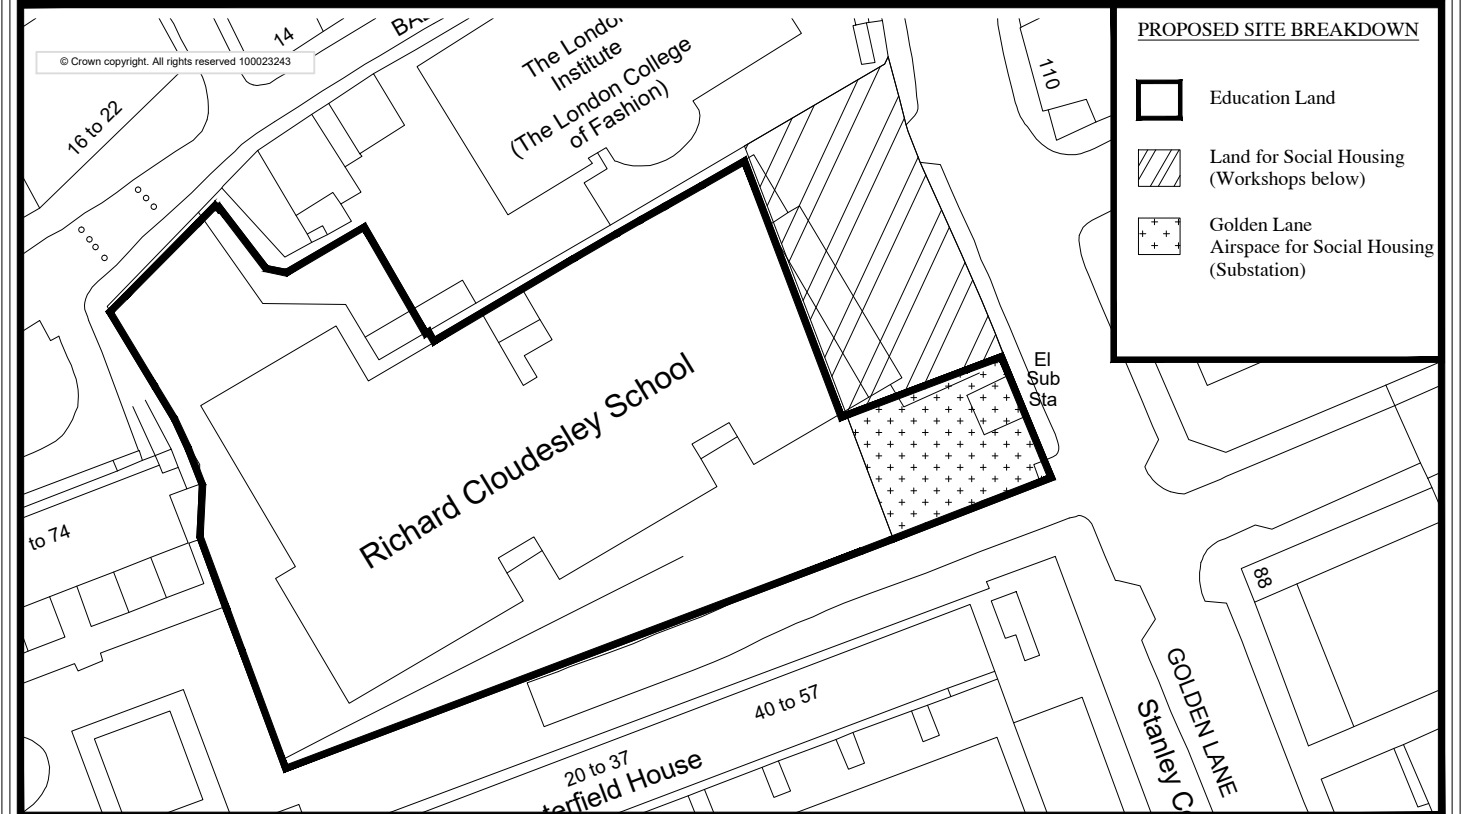 14
BA
© Crown copyright. All rights reserved 100023243
16 to 22
The London
Institute
(The London College
of Fashion)
110
PROPOSED SITE BREAKDOWN
Education Land
Land for Social Housing
(Workshops below)
Golden Lane
Airspace for Social Housing
(Substation)
El
Sub
Sta
Richard Cloudesley School
to 74
88
40 to 57
20 to 37
terfield House
GOLDEN LANE
Stanley C